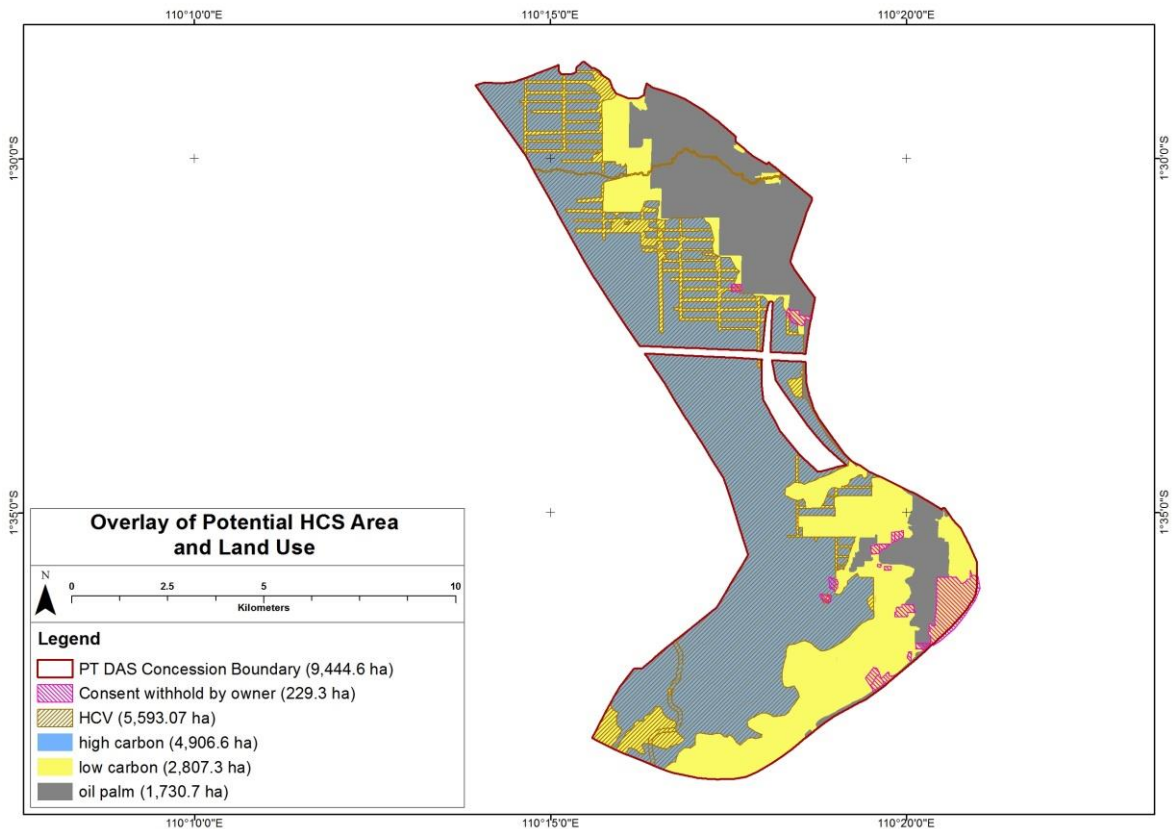 110°10'0"E 110°15'0"E 110°20'0"E
1°30'0"S 1°30'0"S
1°35'0"S 1°35'0"S
Overlay of Potential HCS Area
and Land Use
N
0 2.5 5 10
Kilometers
Legend
PT DAS Concession Boundary (9,444.6 ha)
Consent withhold by owner (229.3 ha)
HCV (5,593.07 ha)
high carbon (4,906.6 ha)
low carbon (2,807.3 ha)
oil palm (1,730.7 ha)
110°10'0"E 110°15'0"E 110°20'0"E